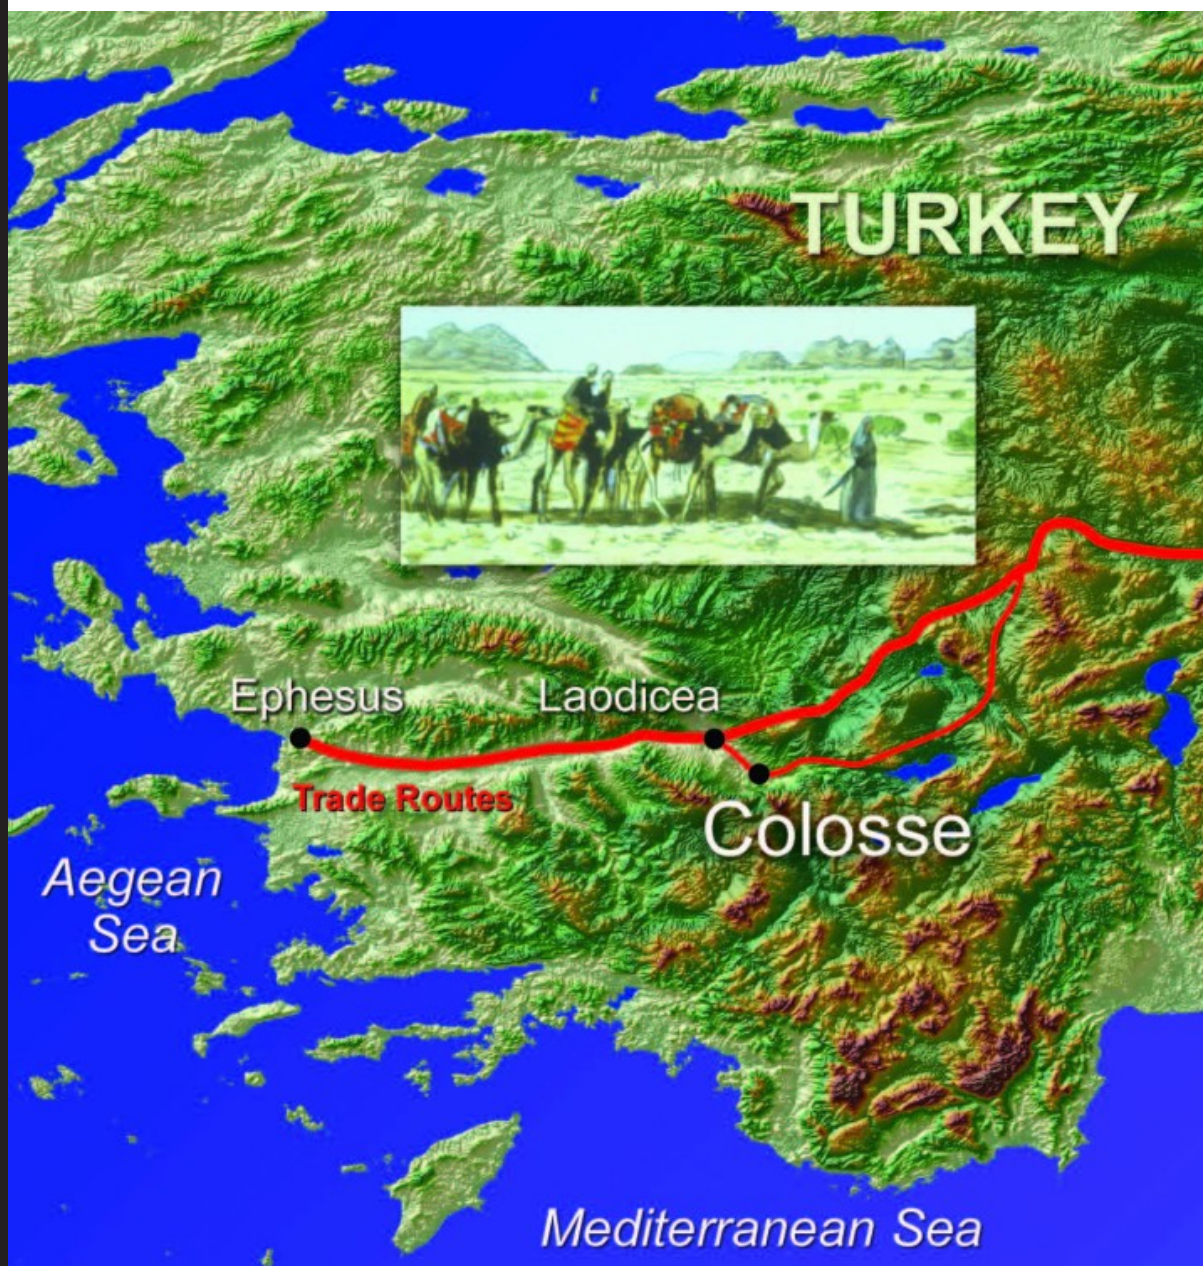 TURKEY
Ephesus
Laodicea
Trade Routes
Colosse
Aegean
Sea
Mediterranean Sea